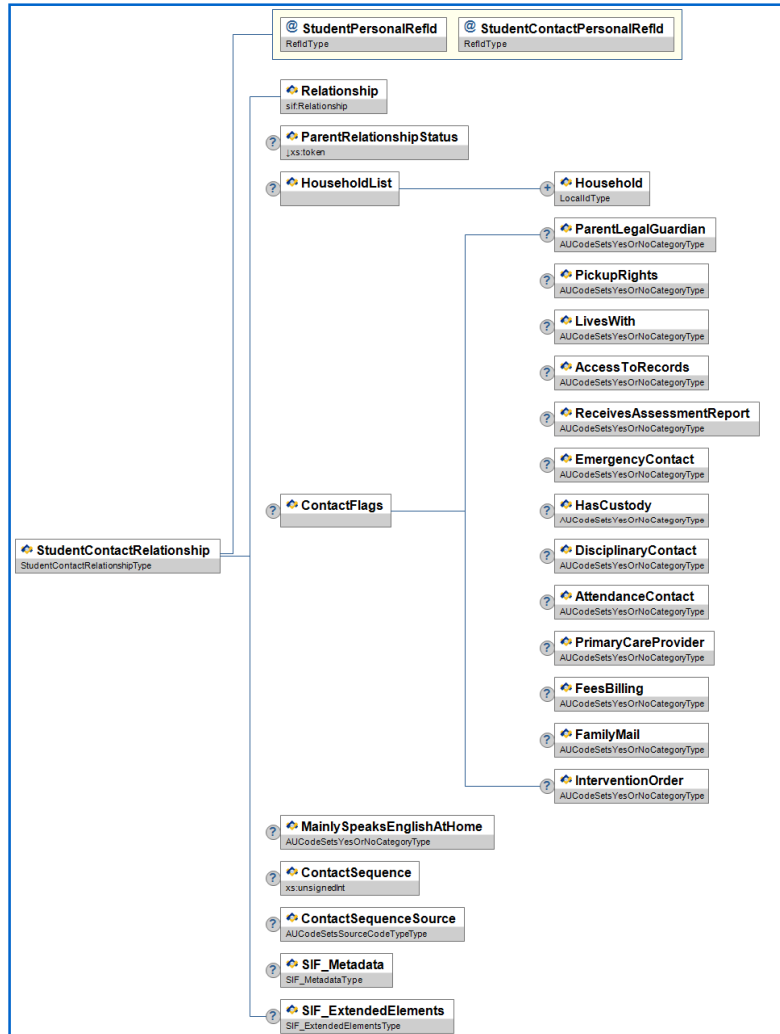 @ StudentPersonalRefId
RefIdType
@ StudentContactPersonalRefId
RefIdType
Relationship
sif:Relationship
? ParentRelationshipStatus
↓xs:token
? HouseholdList
+ Household
LocalIdType
? ParentLegalGuardian
AUCodeSetsYesOrNoCategoryType
? PickupRights
AUCodeSetsYesOrNoCategoryType
? LivesWith
AUCodeSetsYesOrNoCategoryType
? AccessToRecords
AUCodeSetsYesOrNoCategoryType
? ReceivesAssessmentReport
AUCodeSetsYesOrNoCategoryType
? EmergencyContact
AUCodeSetsYesOrNoCategoryType
? ContactFlags
? HasCustody
AUCodeSetsYesOrNoCategoryType
StudentContactRelationship
StudentContactRelationshipType
? DisciplinaryContact
AUCodeSetsYesOrNoCategoryType
? AttendanceContact
AUCodeSetsYesOrNoCategoryType
? PrimaryCareProvider
AUCodeSetsYesOrNoCategoryType
? FeesBilling
AUCodeSetsYesOrNoCategoryType
? FamilyMail
AUCodeSetsYesOrNoCategoryType
? InterventionOrder
AUCodeSetsYesOrNoCategoryType
? MainlySpeaksEnglishAtHome
AUCodeSetsYesOrNoCategoryType
? ContactSequence
xs:unsignedInt
? ContactSequenceSource
AUCodeSetsSourceCodeTypeType
? SIF_Metadata
SIF_MetadataType
? SIF_ExtendedElements
SIF_ExtendedElementsType